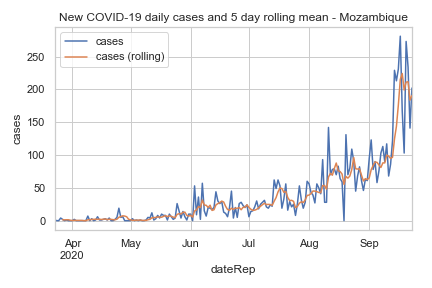 New COVID-19 daily cases and 5 day rolling mean - Mozambique
cases
cases (rolling)
250
200
150
100
50
0
cases
Apr
2020
May
Jun
Jul
Aug
Sep
dateRep